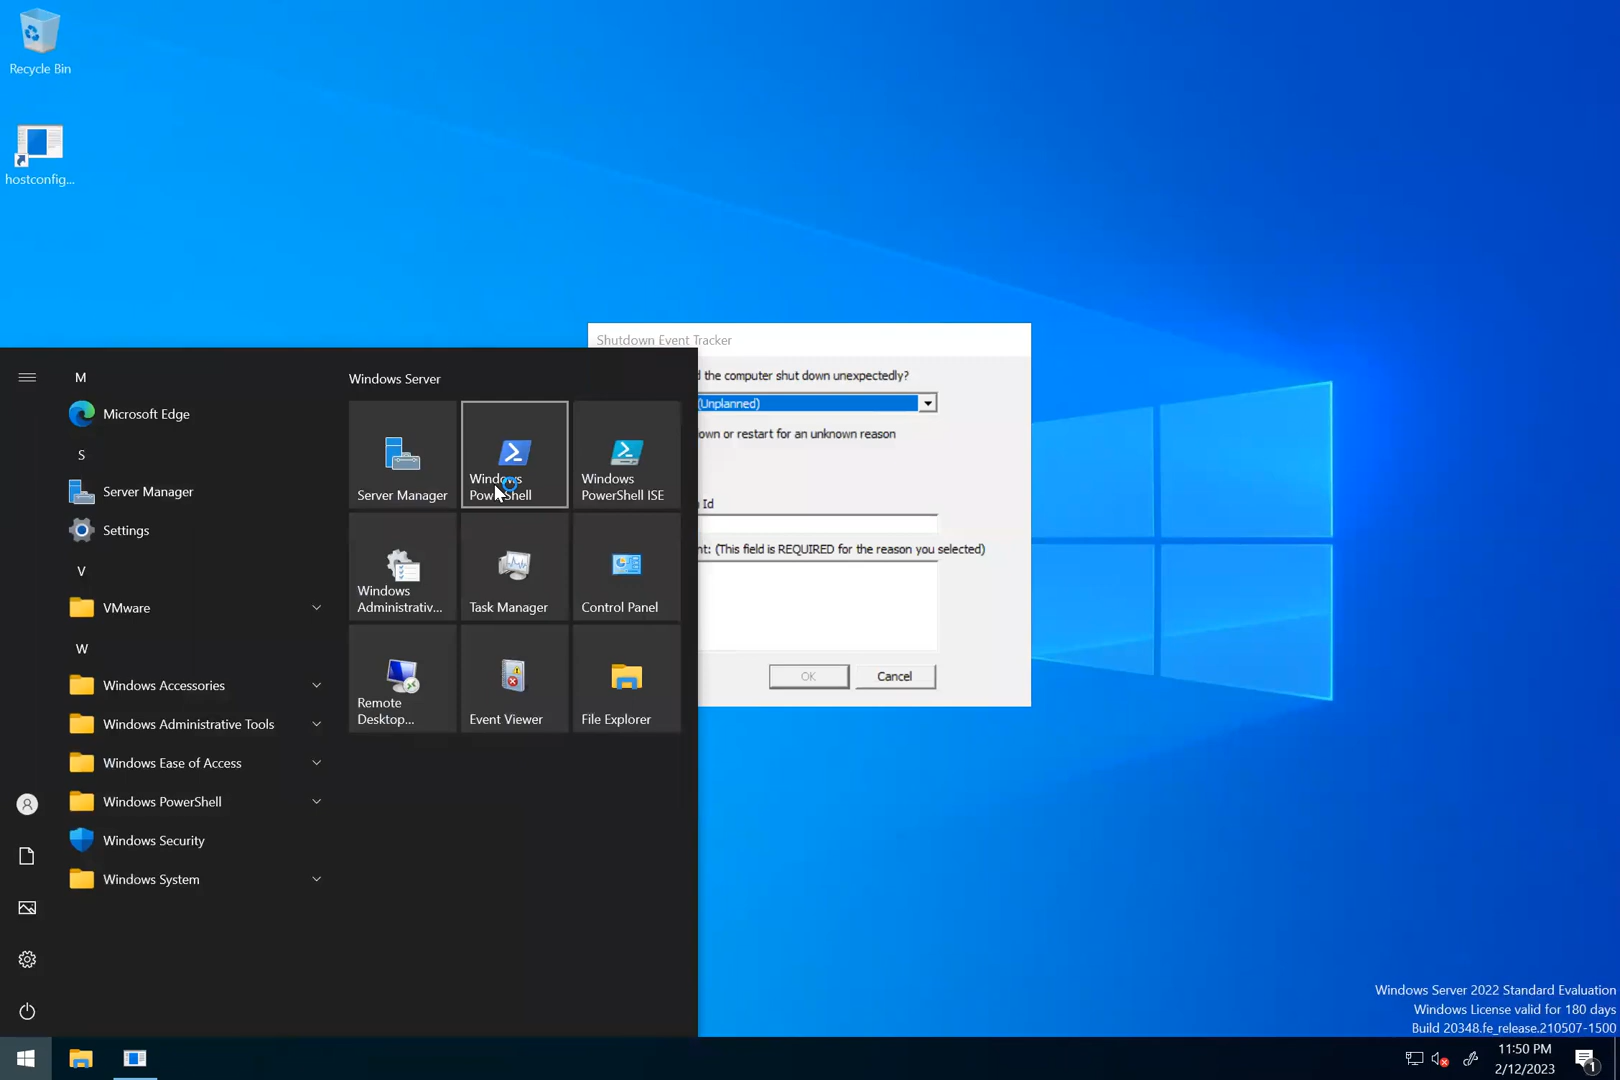 Recycle Bin
hostconfig...
Shutdown Event Tracker
d the computer shut down unexpectedly?
(Unplanned)
own or restart for an unknown reason
Id
nt: (This field is REQUIRED for the reason you selected)
OK
Cancel
M
Microsoft Edge
S
Server Manager
Settings
V
VMware
W
Windows Accessories
Windows Administrative Tools
Windows Ease of Access
Windows PowerShell
Windows Security
Windows System
Windows Server
Server Manager
Windows
PowerShell
Windows
PowerShell ISE
Windows
Administrativ...
Task Manager
Control Panel
Remote
Desktop...
Event Viewer
File Explorer
Windows Server 2022 Standard Evaluation
Windows License valid for 180 days
Build 20348.fe_release.210507-1500
11:50 PM
2/12/2023
1